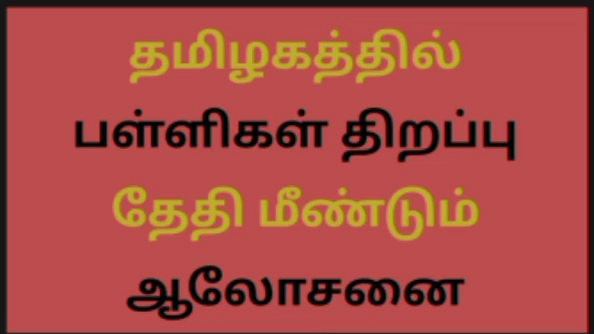 தமிழகத்தில்
பள்ளிகள் திறப்பு
தேதி மீண்டும்
ஆலோசனை